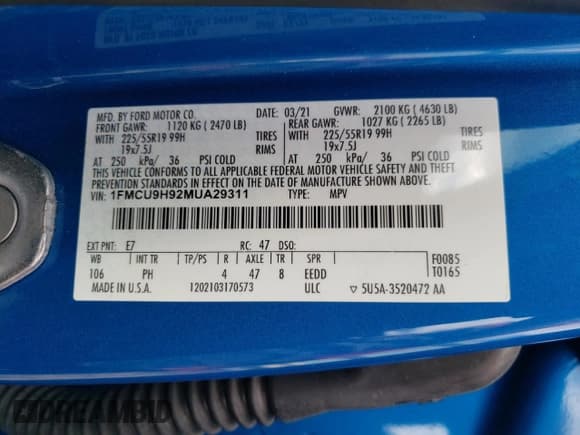 MFD. BY FORD MOTOR CO. DATE: 03/21 GVWR: 2100 KG ( 4630 LB)
FRONT GAWR: 1120 KG ( 2470 LB) REAR GAWR: 1027 KG ( 2265 LB)
WITH 225/55R19 99H TIRES WITH 225/55R19 99H TIRES
19x7.5J RIMS 19x7.5J RIMS
AT 250 kPa/ 36 PSI COLD AT 250 kPa/ 36 PSI COLD
THIS VEHICLE CONFORMS TO ALL APPLICABLE FEDERAL MOTOR VEHICLE SAFETY AND THEFT PREVENTION STANDARDS IN EFFECT ON THE DATE OF MANUFACTURE SHOWN ABOVE.
VIN: 1FMCU9H92MUA29311 TYPE: MPV
EXT PNT: E7 RC: 47 DSO:
WB INT TR TP/PS R AXLE TR SPR F0085
106 PH 4 47 8 EEDD T0165
MADE IN U.S.A. 1202103170573 ULC ▽ 5U5A-3520472 AA
DREAMBID